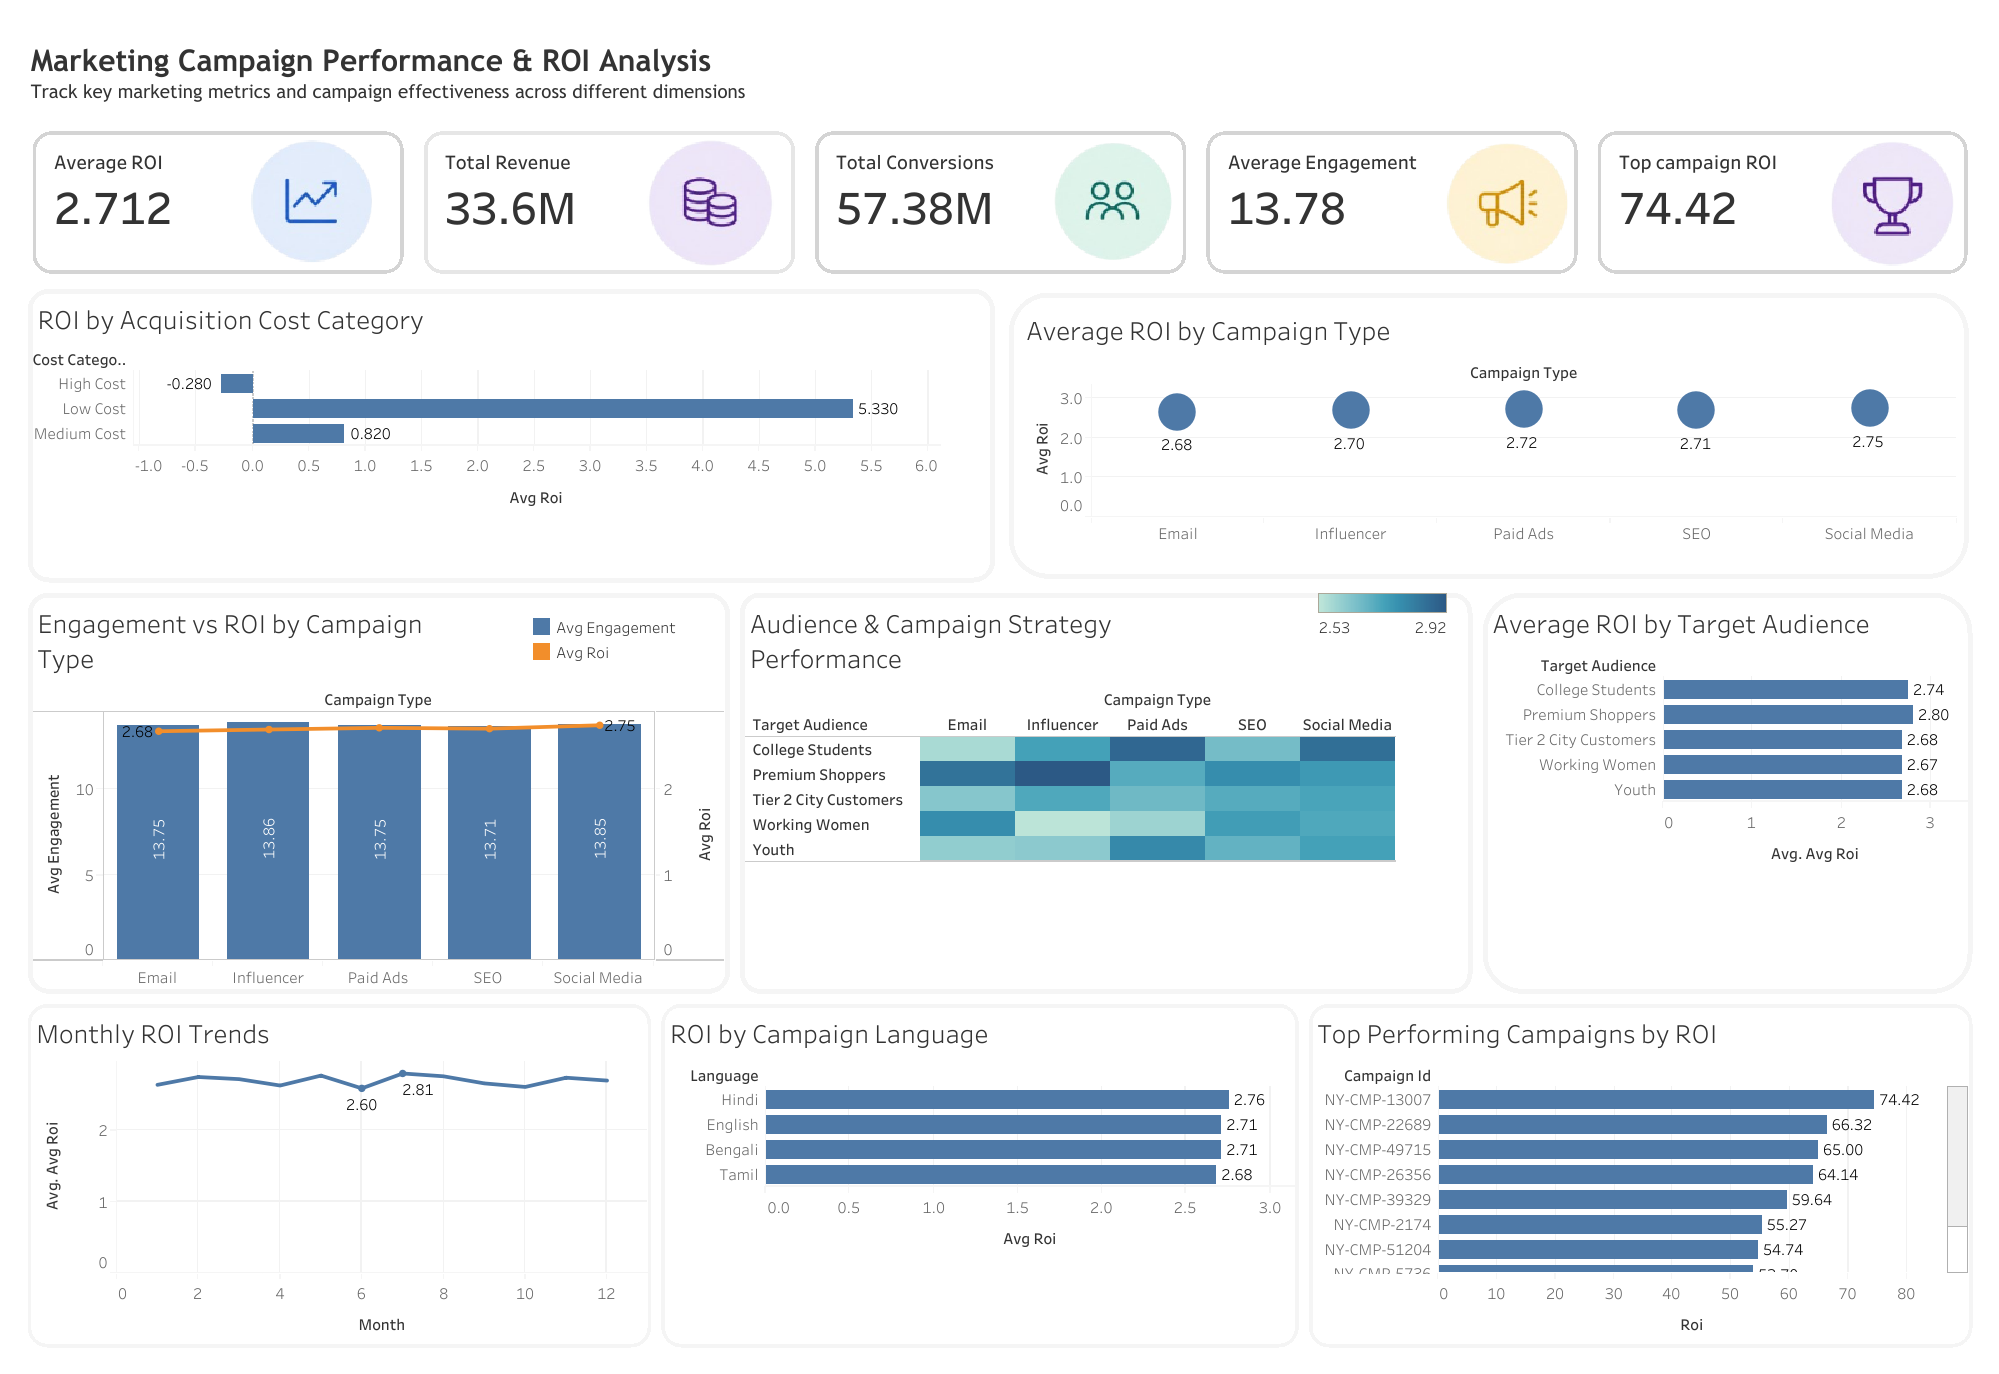 Marketing Campaign Performance & ROI Analysis
Track key marketing metrics and campaign effectiveness across different dimensions
Average ROI
2.712
Total Revenue
33.6M
Total Conversions
57.38M
Average Engagement
13.78
Top campaign ROI
74.42
ROI by Acquisition Cost Category
Cost Catego..
High Cost -0.280
Low Cost 5.330
Medium Cost 0.820
-1.0 -0.5 0.0 0.5 1.0 1.5 2.0 2.5 3.0 3.5 4.0 4.5 5.0 5.5 6.0
Avg Roi
Average ROI by Campaign Type
Campaign Type
Avg Roi
3.0
2.0
1.0
0.0
2.68 2.70 2.72 2.71 2.75
Email Influencer Paid Ads SEO Social Media
Engagement vs ROI by Campaign
Type
Avg Engagement
Avg Roi
Campaign Type
Avg Engagement
10
5
0
2.68 2.75
13.75 13.86 13.75 13.71 13.85
2
1
0
Avg Roi
Email Influencer Paid Ads SEO Social Media
Audience & Campaign Strategy
Performance
2.53 2.92
Campaign Type
Target Audience Email Influencer Paid Ads SEO Social Media
College Students
Premium Shoppers
Tier 2 City Customers
Working Women
Youth
Average ROI by Target Audience
Target Audience
College Students 2.74
Premium Shoppers 2.80
Tier 2 City Customers 2.68
Working Women 2.67
Youth 2.68
0 1 2 3
Avg. Avg Roi
Monthly ROI Trends
Avg. Avg Roi
2
1
0
2.60 2.81
0 2 4 6 8 10 12
Month
ROI by Campaign Language
Language
Hindi 2.76
English 2.71
Bengali 2.71
Tamil 2.68
0.0 0.5 1.0 1.5 2.0 2.5 3.0
Avg Roi
Top Performing Campaigns by ROI
Campaign Id
NY-CMP-13007 74.42
NY-CMP-22689 66.32
NY-CMP-49715 65.00
NY-CMP-26356 64.14
NY-CMP-39329 59.64
NY-CMP-2174 55.27
NY-CMP-51204 54.74
NY-CMP-5736
0 10 20 30 40 50 60 70 80
Roi